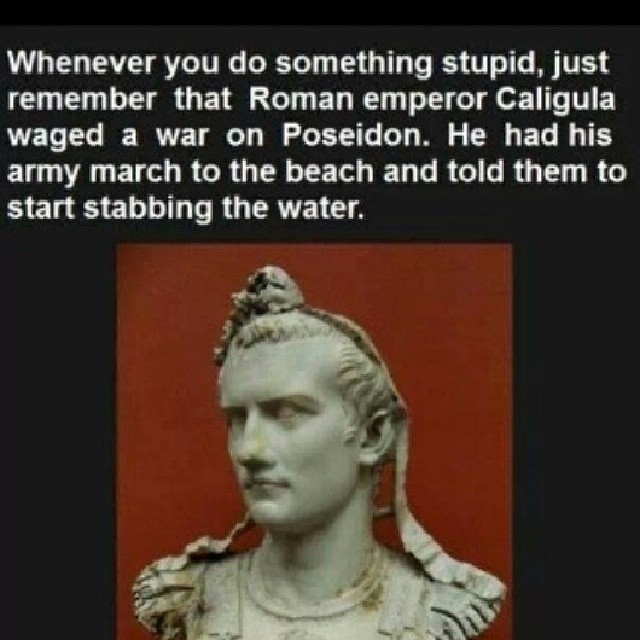 Whenever you do something stupid, just
remember that Roman emperor Caligula
waged a war on Poseidon. He had his
army march to the beach and told them to
start stabbing the water.